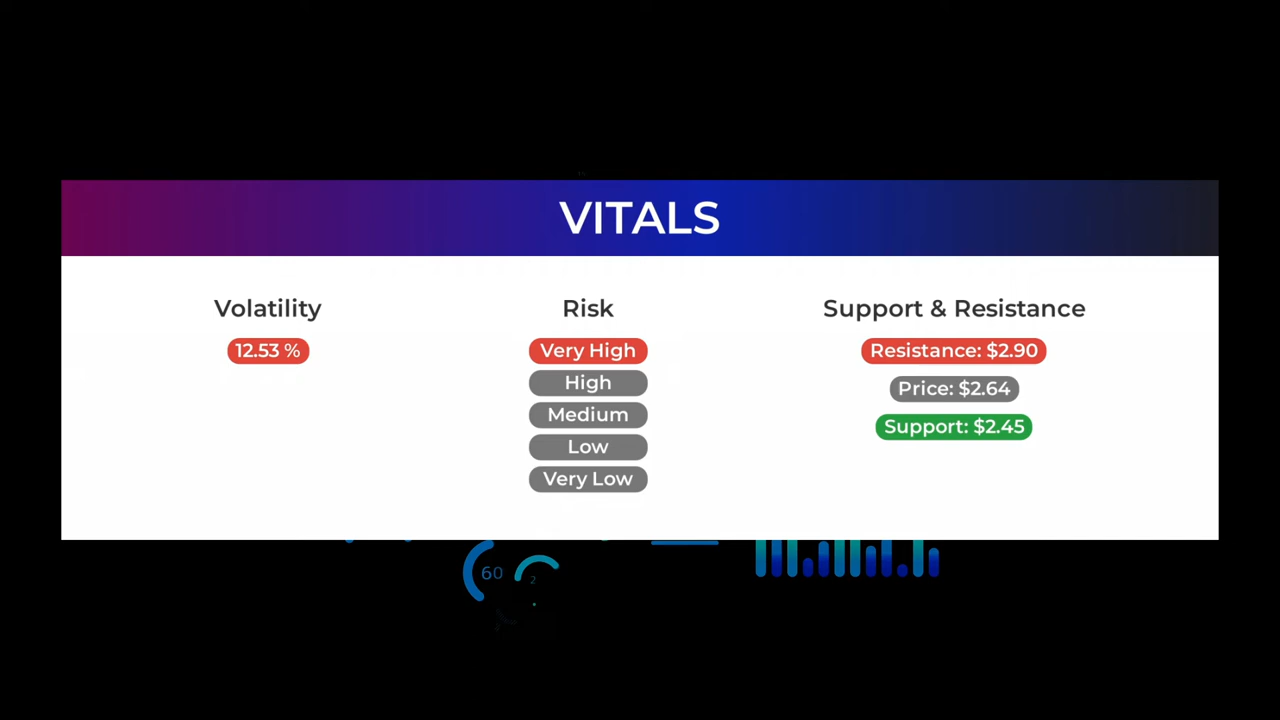 VITALS
Volatility
12.53 %
Risk
Very High
High
Medium
Low
Very Low
Support & Resistance
Resistance: $2.90
Price: $2.64
Support: $2.45
60
2